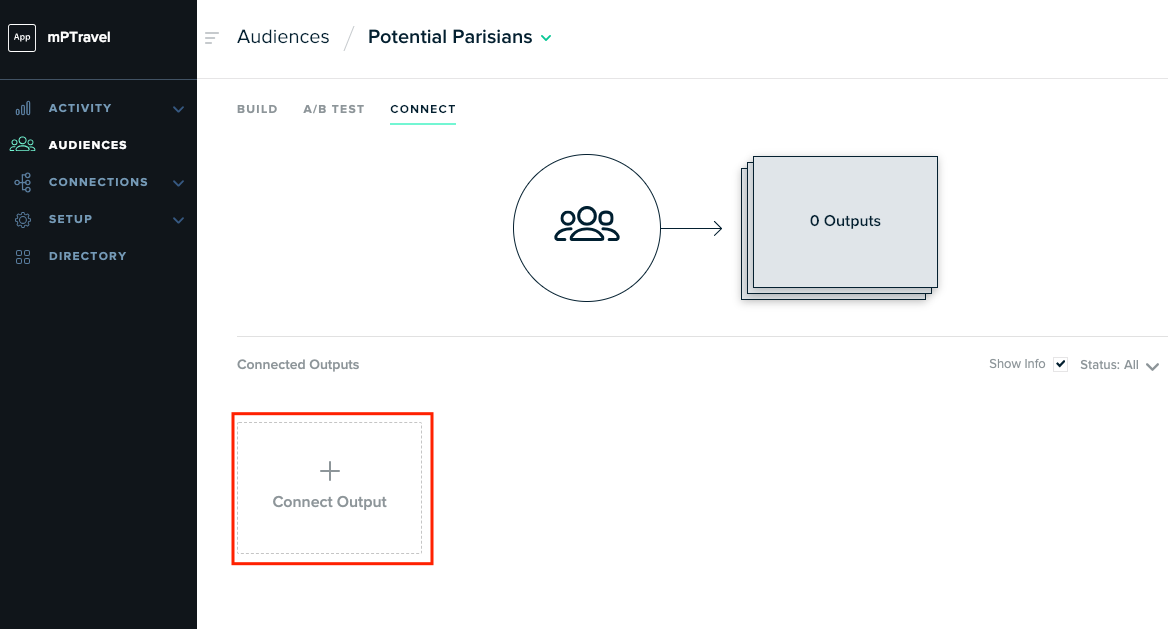 App
mPTravel
ACTIVITY
AUDIENCES
CONNECTIONS
SETUP
DIRECTORY
Audiences / Potential Parisians
BUILD A/B TEST CONNECT
0 Outputs
Connected Outputs
Show Info Status: All
Connect Output